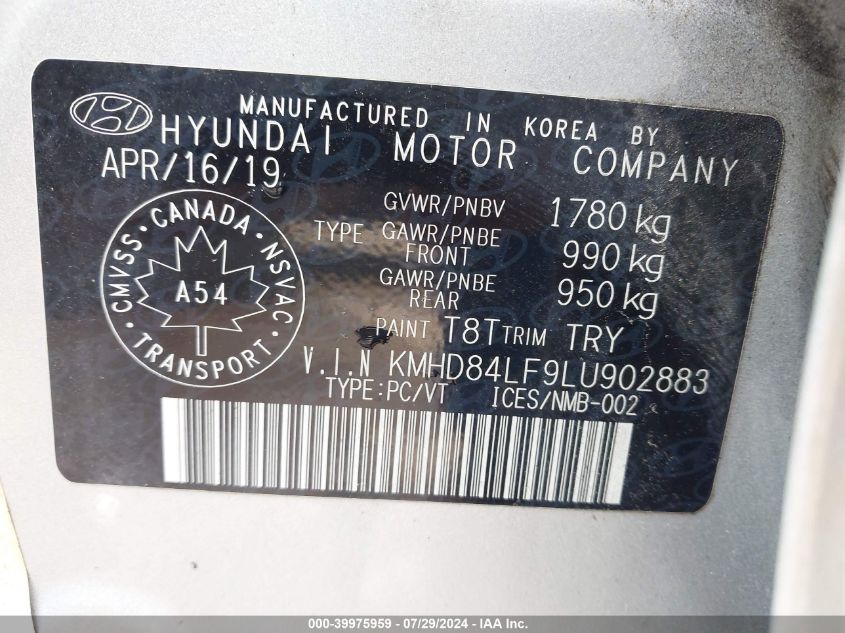 MANUFACTURED IN KOREA BY
HYUNDAI MOTOR COMPANY
APR/16/19
GVWR/PNBV 1780 kg
TYPE GAWR/PNBE FRONT 990 kg
GAWR/PNBE REAR 950 kg
CANADA
CMVSS NSVAC
A54
TRANSPORT
PAINT T8T TRIM TRY
V.I.N KMHD84LF9LU902883
TYPE:PC/VT ICES/NMB-002
000-39975959 - 07/29/2024 - IAA Inc.